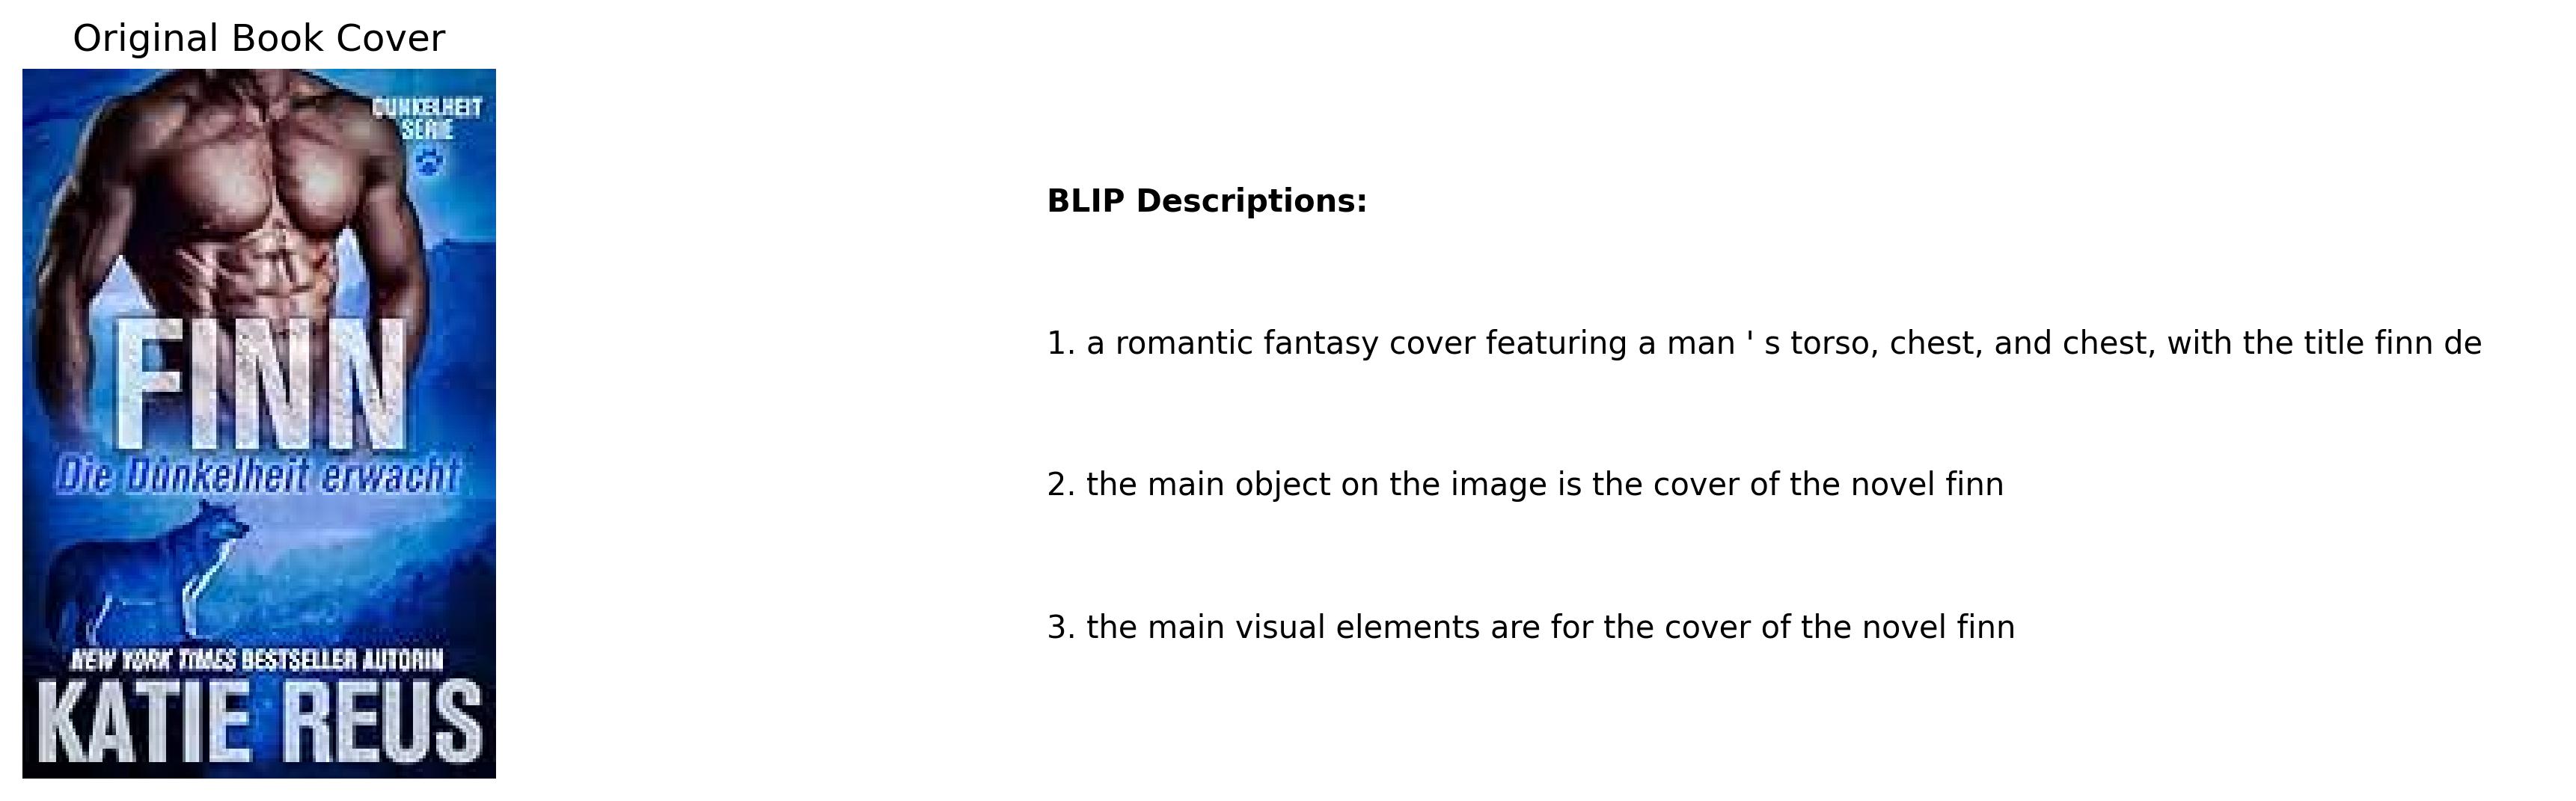 Original Book Cover
DUNKELHEIT
SERIE
FINN
Die Dunkelheit erwacht
NEW YORK TIMES BESTSELLER AUTORIN
KATIE REUS
BLIP Descriptions:
1. a romantic fantasy cover featuring a man ' s torso, chest, and chest, with the title finn de
2. the main object on the image is the cover of the novel finn
3. the main visual elements are for the cover of the novel finn